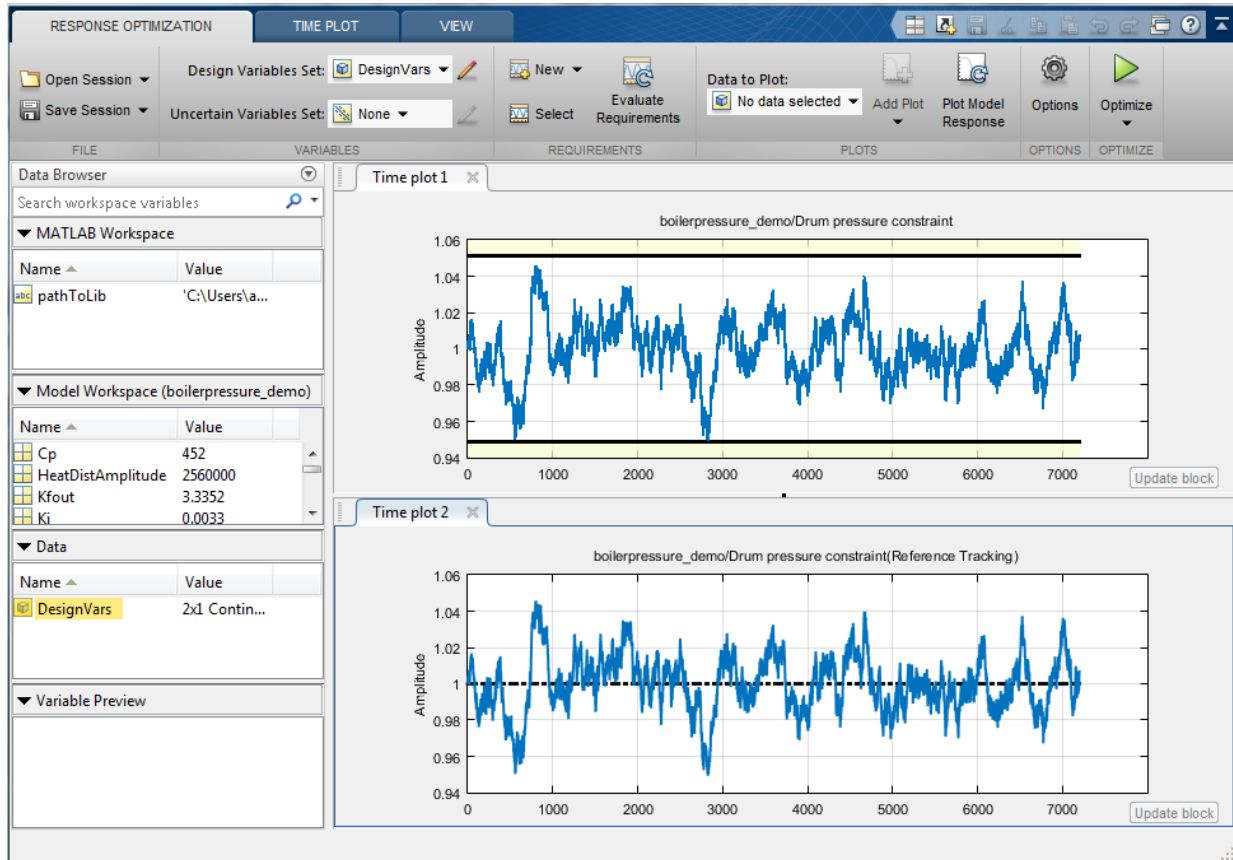 RESPONSE OPTIMIZATION TIME PLOT VIEW
Open Session
Save Session
FILE
Design Variables Set: DesignVars
Uncertain Variables Set: None
VARIABLES
New
Select
Evaluate
Requirements
REQUIREMENTS
Data to Plot:
No data selected
Add Plot
Plot Model
Response
PLOTS
Options
OPTIONS
Optimize
OPTIMIZE
Data Browser
Search workspace variables
MATLAB Workspace
Name Value
abc pathToLib 'C:\Users\a...
Model Workspace (boilerpressure_demo)
Name Value
Cp 452
HeatDistAmplitude 2560000
Kfout 3.3352
Ki 0.0033
Data
Name Value
DesignVars 2x1 Contin...
Variable Preview
Time plot 1
boilerpressure_demo/Drum pressure constraint
Amplitude
1.06
1.04
1.02
1
0.98
0.96
0.94
0 1000 2000 3000 4000 5000 6000 7000
Update block
Time plot 2
boilerpressure_demo/Drum pressure constraint(Reference Tracking)
Amplitude
1.06
1.04
1.02
1
0.98
0.96
0.94
0 1000 2000 3000 4000 5000 6000 7000
Update block